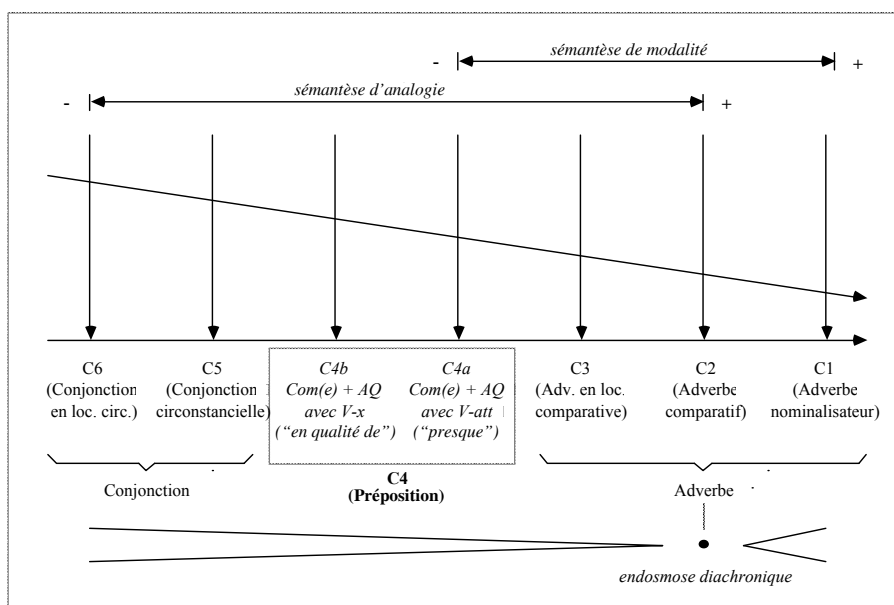 - sémantèse de modalité +
- sémantèse d’analogie +
C6 C5 C4b C4a C3 C2 C1
(Conjonction (Conjonction Com(e) + AQ Com(e) + AQ (Adv. en loc. (Adverbe (Adverbe
en loc. circ.) circonstancielle) avec V-x avec V-att comparative) comparatif) nominalisateur)
(“en qualité de”) (“presque”)
C4
(Préposition)
Conjonction Adverbe
endosmose diachronique